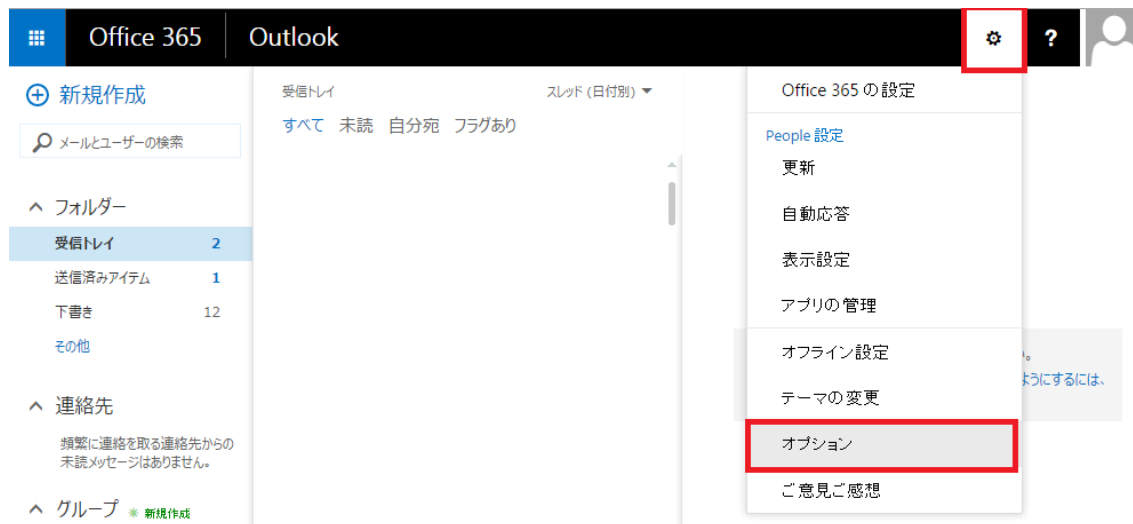 Office 365 Outlook ?
新規作成
メールとユーザーの検索
フォルダー
受信トレイ 2
送信済みアイテム 1
下書き 12
その他
連絡先
頻繁に連絡を取る連絡先からの
未読メッセージはありません。
グループ ＊ 新規作成
受信トレイ スレッド (日付別)
すべて 未読 自分宛 フラグあり
Office 365 の設定
People 設定
更新
自動応答
表示設定
アプリの管理
オフライン設定
テーマの変更
オプション
ご意見ご感想
ようにするには、